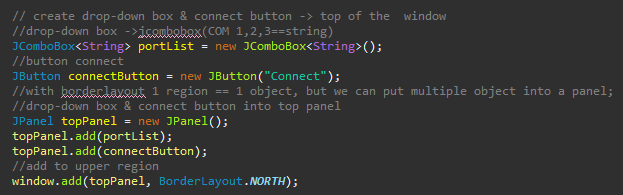 // create drop-down box & connect button -> top of the  window
//drop-down box ->jcombobox(COM 1,2,3==string)
JComboBox<String> portList = new JComboBox<String>();
//button connect
JButton connectButton = new JButton("Connect");
//with borderlayout 1 region == 1 object, but we can put multiple object into a panel;
//drop-down box & connect button into top panel
JPanel topPanel = new JPanel();
topPanel.add(portList);
topPanel.add(connectButton);
//add to upper region
window.add(topPanel, BorderLayout.NORTH);